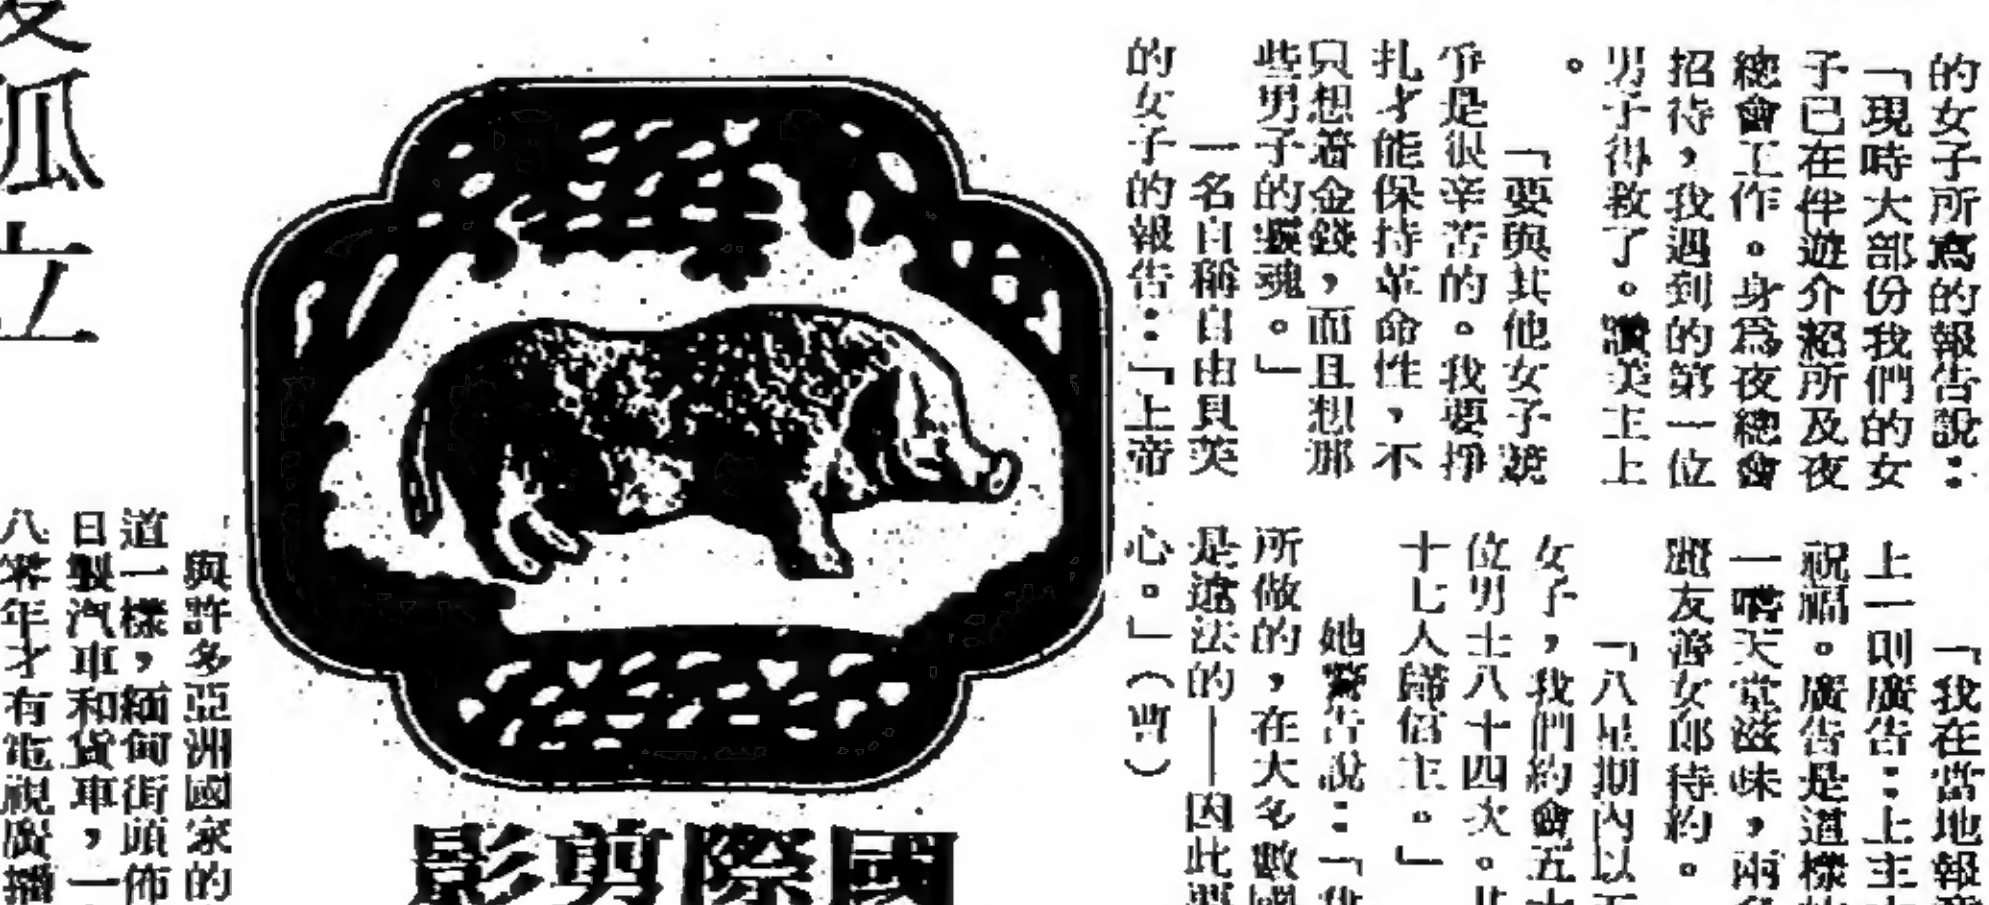 的女子所寫的報告說：
「現時大部份我們的女
子已在伴遊介紹所及夜
總會工作。身爲夜總會
招待，我遇到的第一位
男子得救了。讚美主上
。
「要與其他女子競
爭是很辛苦的。我要掙
扎才能保持革命性，不
只想着金錢，而且想那
些男子的靈魂。」
一名自稱自由貝芙
的女子的報告：「上帝
「我在當地報
上一則廣告：上主
祝福。廣告是這樣
一嚐天堂滋味，兩
麗友善女郎待約。
「八星期內以
女子，我們約會五
位男士八十四次。
十七人歸信主。」
她警告說：「我
所做的，在大多數國
是違法的——因此要
心。」（曹）
國際剪影
孤立
與許多亞洲國家的
道一樣，緬甸街頭佈
日製汽車和貨車，一
八零年才有電視廣播